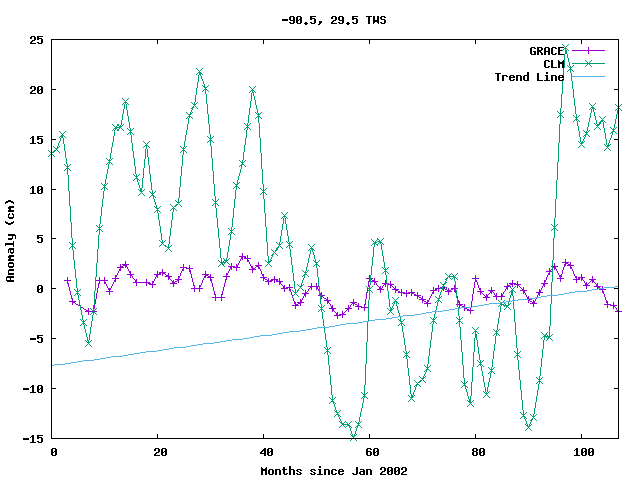 -90.5, 29.5 TWS
GRACE
CLM
Trend Line
Anomaly (cm)
25
20
15
10
5
0
-5
-10
-15
0 20 40 60 80 100
Months since Jan 2002